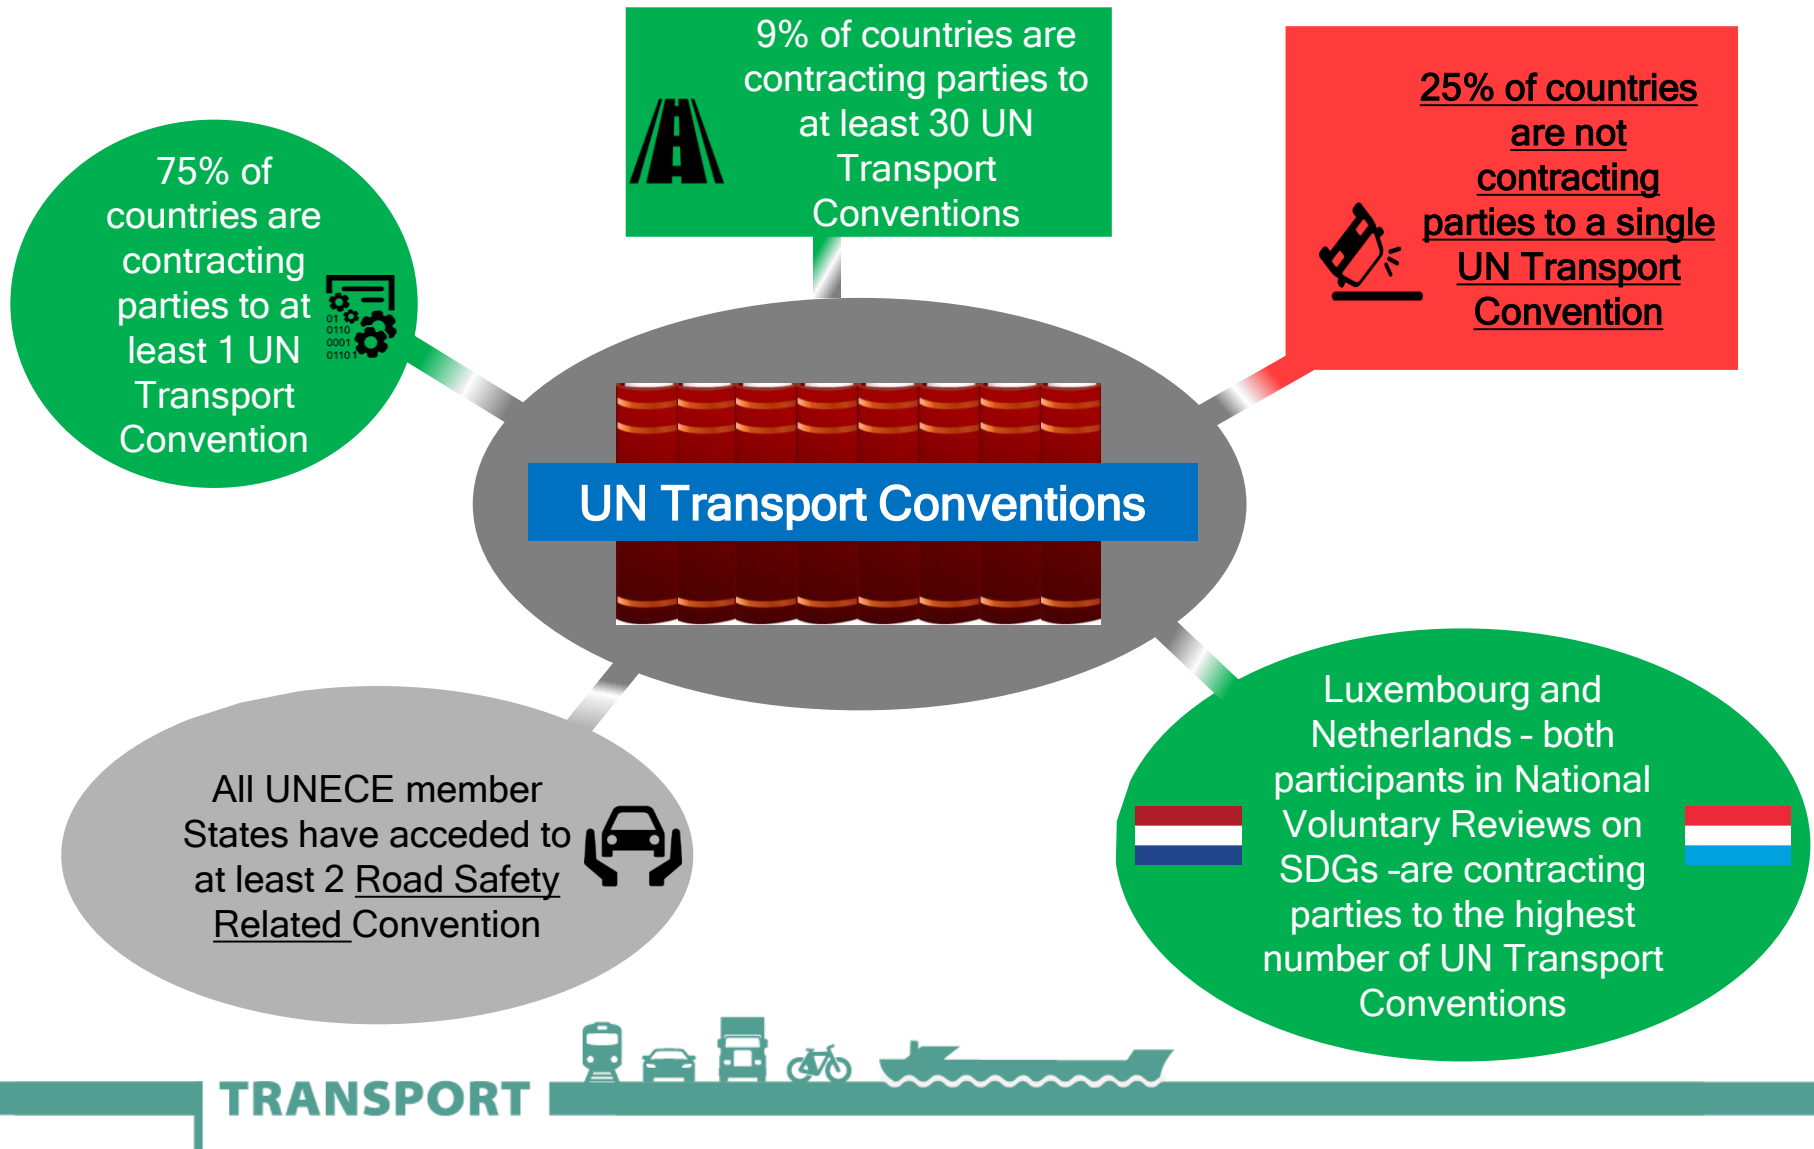 9% of countries are
contracting parties to
at least 30 UN
Transport
Conventions
25% of countries
are not
contracting
parties to a single
UN Transport
Convention
75% of
countries are
contracting
parties to at
least 1 UN
Transport
Convention
01
0110
0001
01101
UN Transport Conventions
All UNECE member
States have acceded to
at least 2 Road Safety
Related Convention
Luxembourg and
Netherlands – both
participants in National
Voluntary Reviews on
SDGs –are contracting
parties to the highest
number of UN Transport
Conventions
TRANSPORT